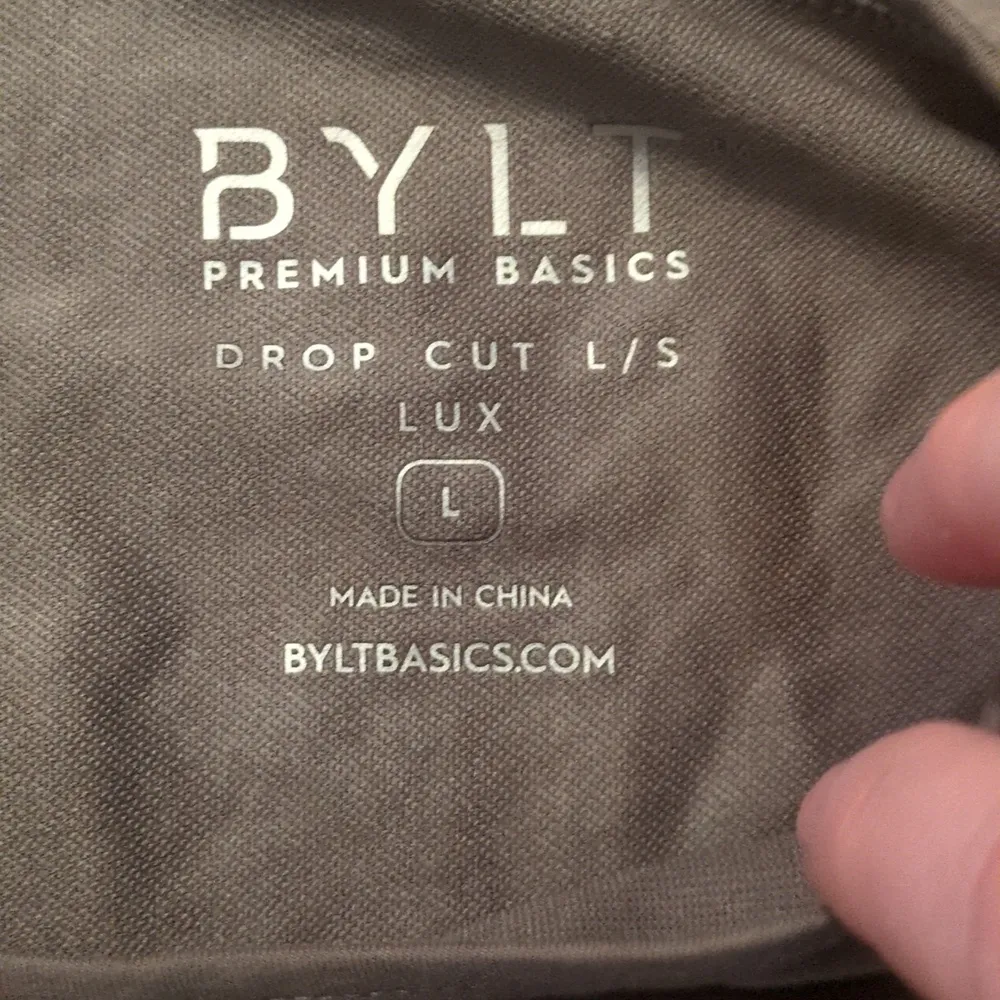 BYLT
PREMIUM BASICS
DROP CUT L/S
LUX
L
MADE IN CHINA
BYLTBASICS.COM